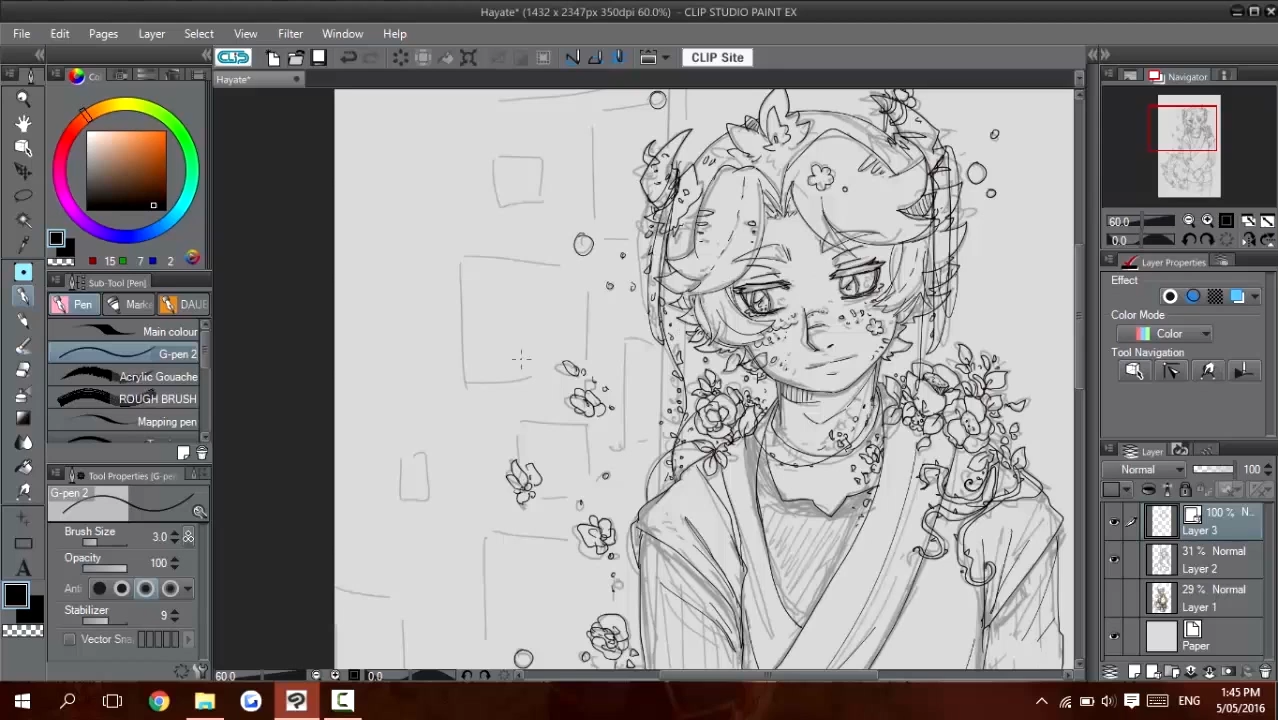 Hayate* (1432 x 2347px 350dpi 60.0%) - CLIP STUDIO PAINT EX
File Edit Pages Layer Select View Filter Window Help
CLIP Site
Hayate*
Navigator
60.0
0.0
15 7 2
Sub-Tool [Pen]
Pen Marke DAUE
Main colour
G-pen 2
Acrylic Gouache
ROUGH BRUSH
Mapping pen
Tool Properties [G-pen
G-pen 2
Brush Size 3.0
Opacity 100
Anti
Stabilizer 9
Vector Sna
Layer Properties
Effect
Color Mode
Color
Tool Navigation
Layer
Normal 100
100 % N..
Layer 3
31 % Normal
Layer 2
29 % Normal
Layer 1
Paper
60.0 0.0
ENG
1:45 PM
5/05/2016